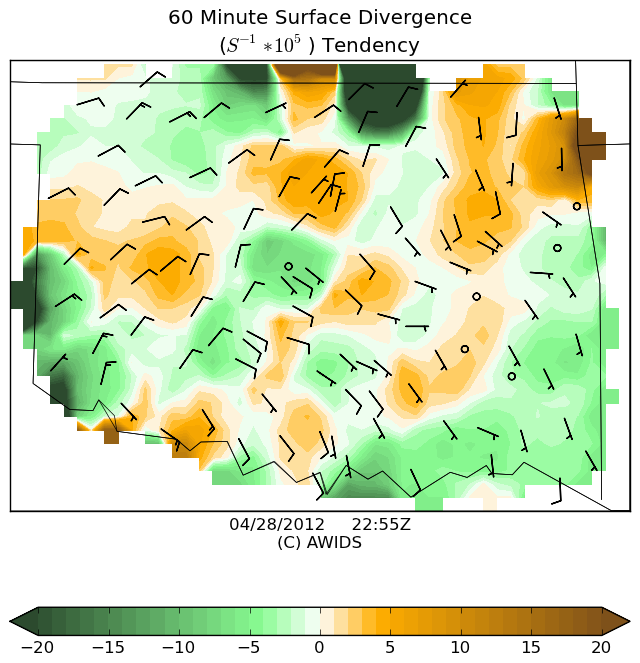 60 Minute Surface Divergence
(S⁻¹ *10⁵ ) Tendency
04/28/2012 22:55Z
(C) AWIDS
−20 −15 −10 −5 0 5 10 15 20